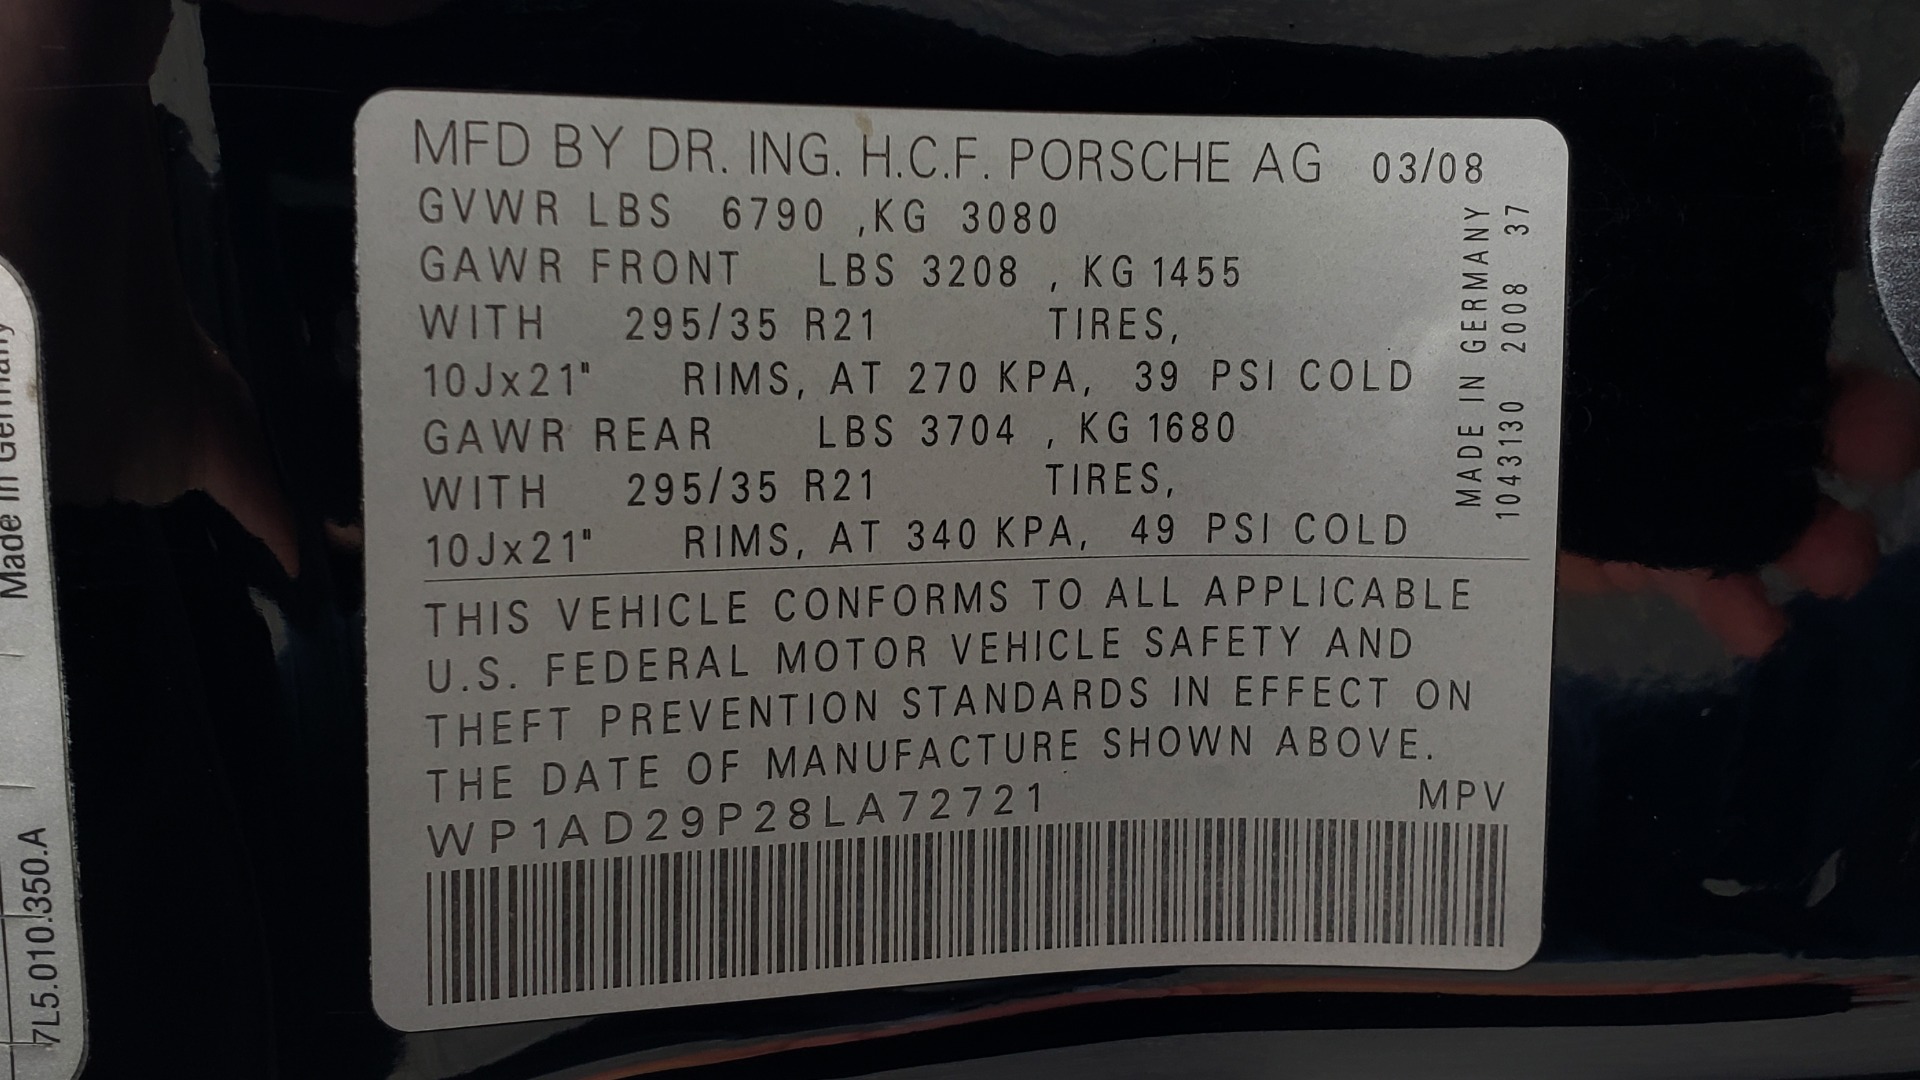 MFD BY DR. ING. H.C.F. PORSCHE AG 03/08
GVWR LBS 6790 ,KG 3080
GAWR FRONT LBS 3208 , KG 1455
WITH 295/35 R21 TIRES,
10Jx21" RIMS, AT 270 KPA, 39 PSI COLD
GAWR REAR LBS 3704 , KG 1680
WITH 295/35 R21 TIRES,
10Jx21" RIMS, AT 340 KPA, 49 PSI COLD
MADE IN GERMANY
1043130 2008 37
THIS VEHICLE CONFORMS TO ALL APPLICABLE
U.S. FEDERAL MOTOR VEHICLE SAFETY AND
THEFT PREVENTION STANDARDS IN EFFECT ON
THE DATE OF MANUFACTURE SHOWN ABOVE.
WP1AD29P28LA72721 MPV
Made in Germany
7L5.010.350.A